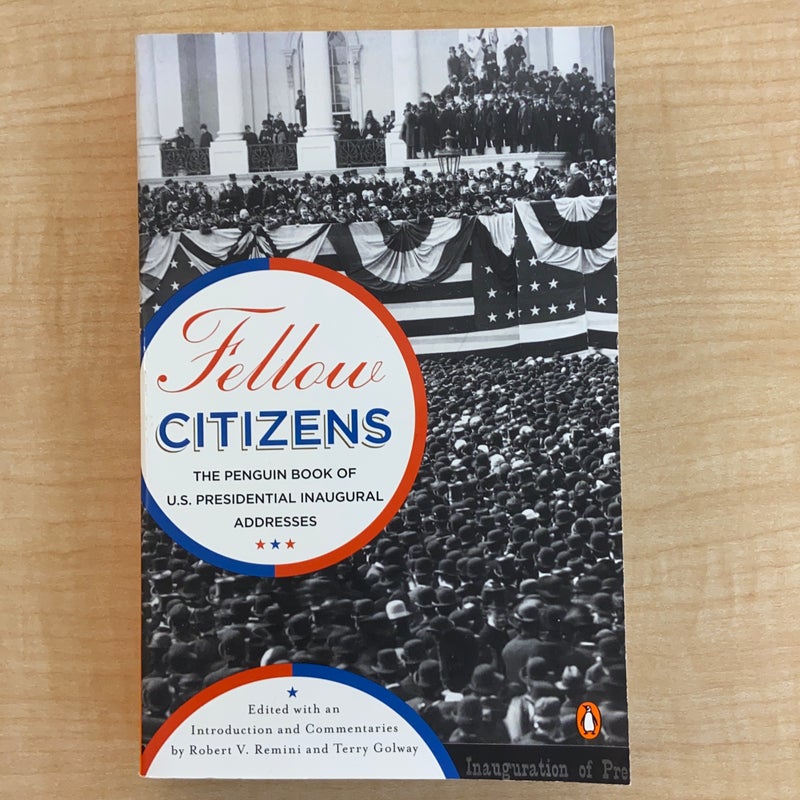 Fellow
CITIZENS
THE PENGUIN BOOK OF
U.S. PRESIDENTIAL INAUGURAL
ADDRESSES
Edited with an
Introduction and Commentaries
by Robert V. Remini and Terry Golway
Inauguration of Pre